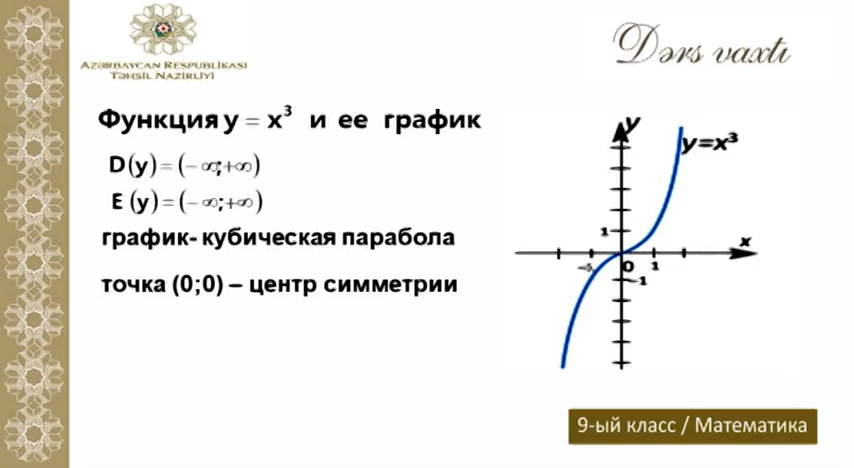 AZƏRBAYCAN RESPUBLİKASI
TƏHSİL NAZİRLİYİ
Dərs vaxtı
Функция y = x³ и ее график
D(y)=(−∞;+∞)
E (y)=(−∞;+∞)
график- кубическая парабола
точка (0;0) – центр симметрии
y
y=x³
1
x
0
1
−1
9-ый класс / Математика